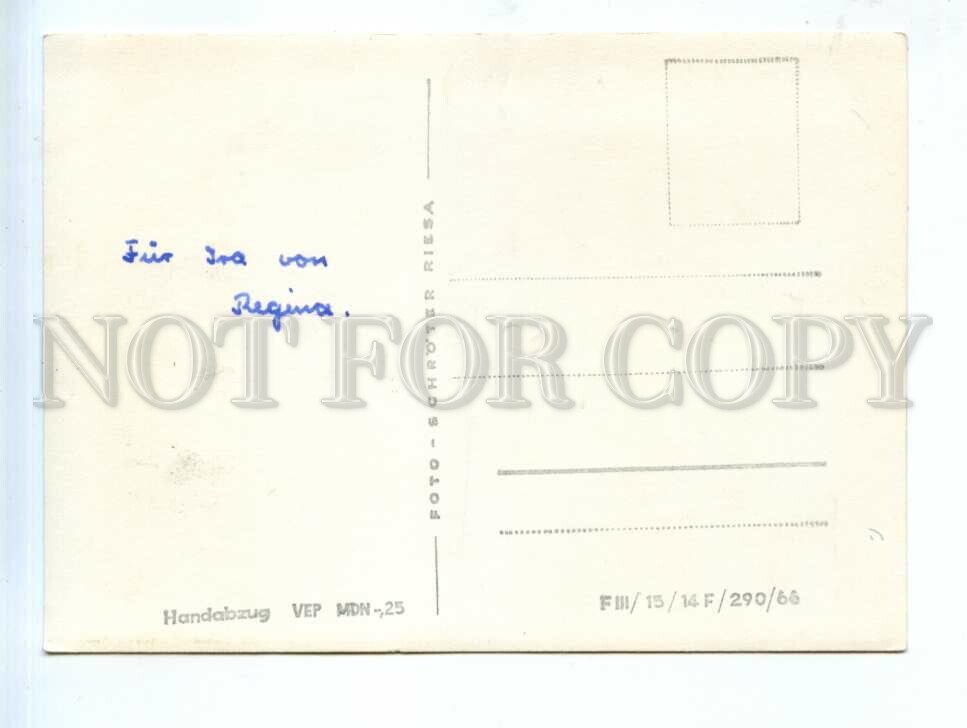 Für Ira von
Regina.
FOTO - SCHRÖTER RIESA
Handabzug VEP MDN -,25
F III/15/14 F/290/66
NOT FOR COPY